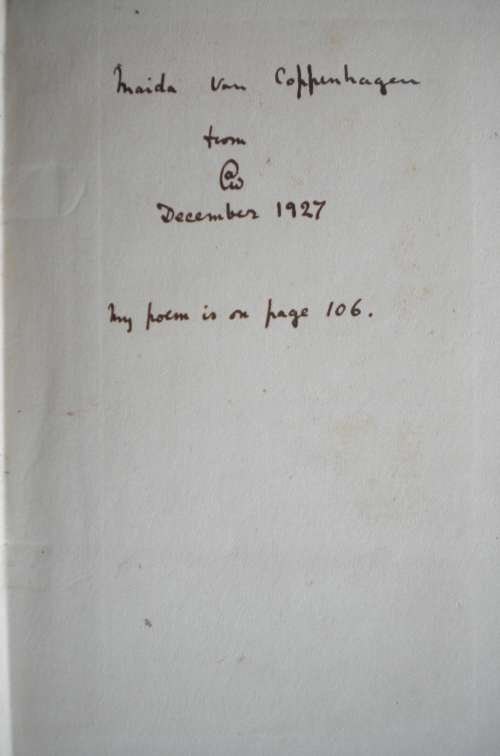 Maida Van Coppenhagen
from
December 1927
My poem is on page 106.